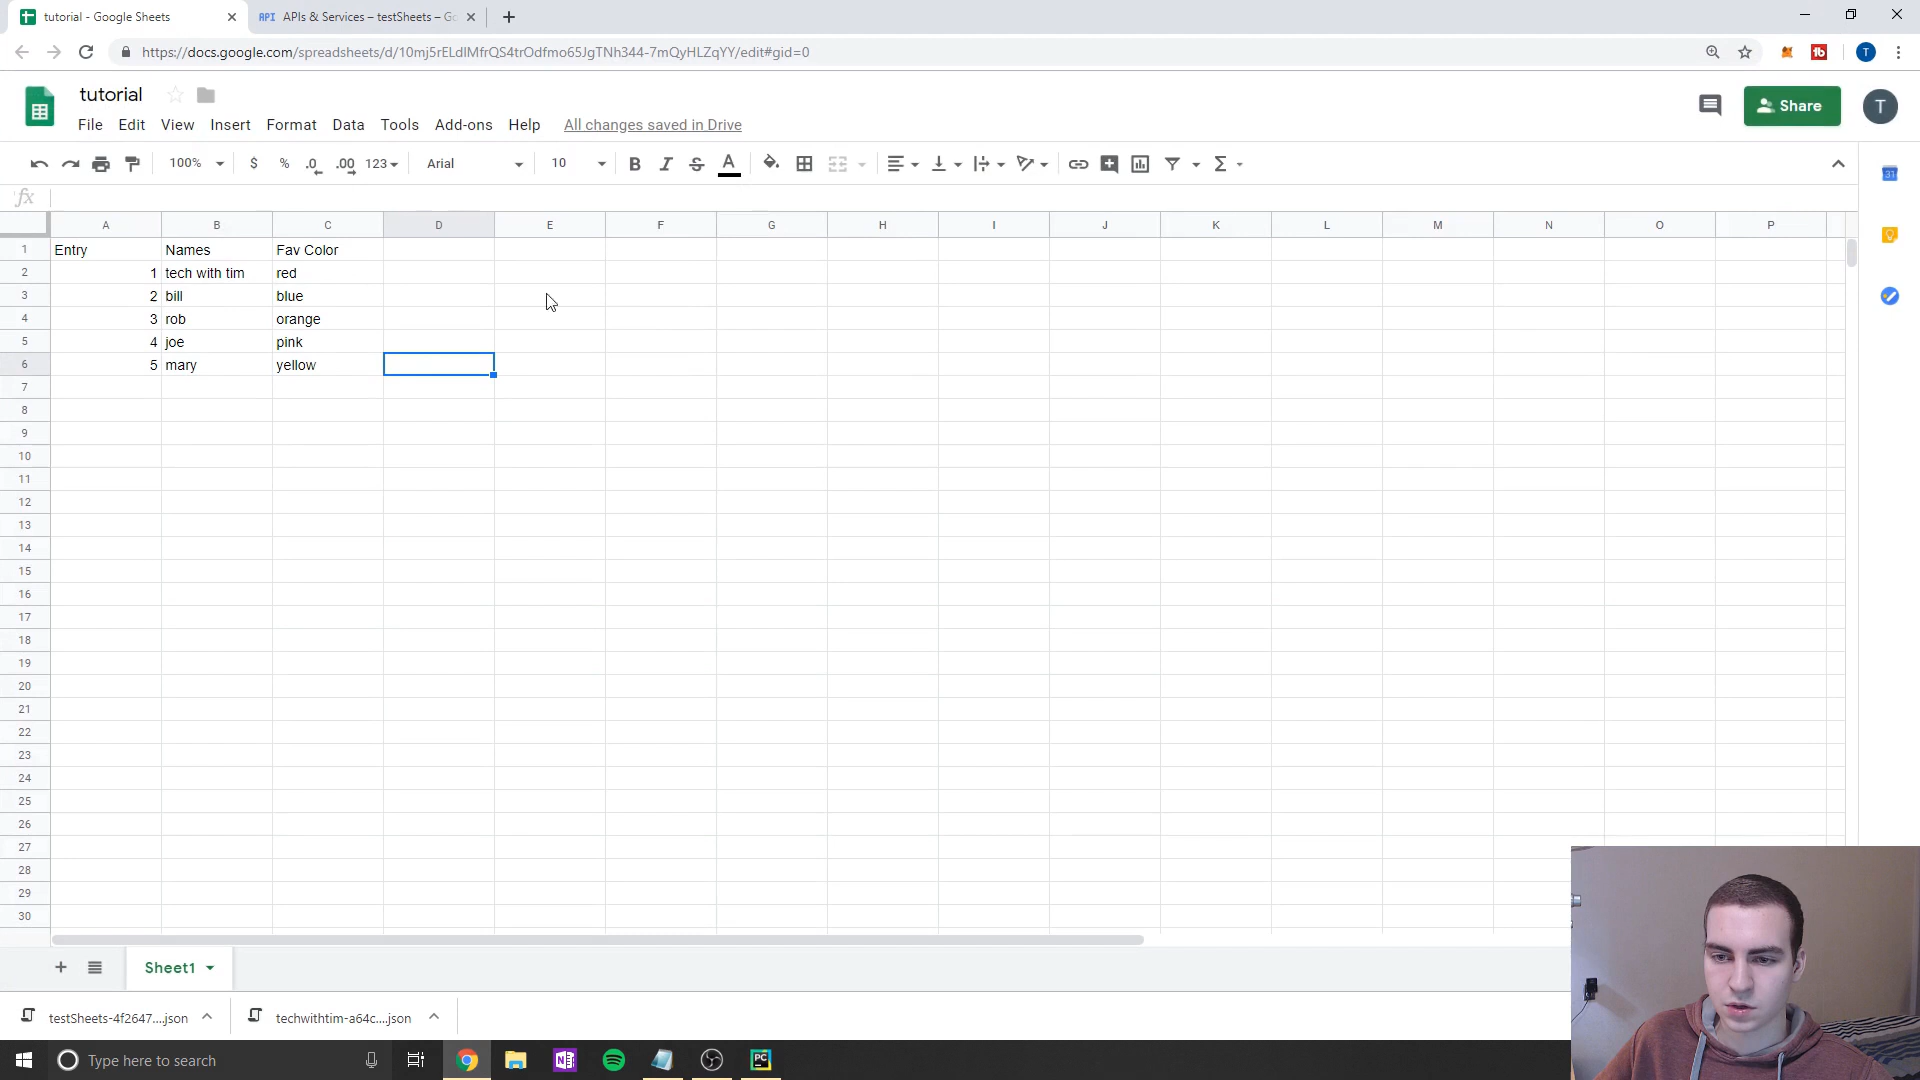 tutorial - Google Sheets
API APIs & Services – testSheets – Go
https://docs.google.com/spreadsheets/d/10mj5rELdIMfrQS4trOdfmo65JgTNh344-7mQyHLZqYY/edit#gid=0
tutorial
File Edit View Insert Format Data Tools Add-ons Help All changes saved in Drive
Share
T
100% $ % .0 .00 123 Arial 10 B I S A Σ
31
fx
A B C D E F G H I J K L M N O P
1 Entry Names Fav Color
2 1 tech with tim red
3 2 bill blue
4 3 rob orange
5 4 joe pink
6 5 mary yellow
7
8
9
10
11
12
13
14
15
16
17
18
19
20
21
22
23
24
25
26
27
28
29
30
Sheet1
testSheets-4f2647....json techwithtim-a64c....json
Type here to search
N
PC